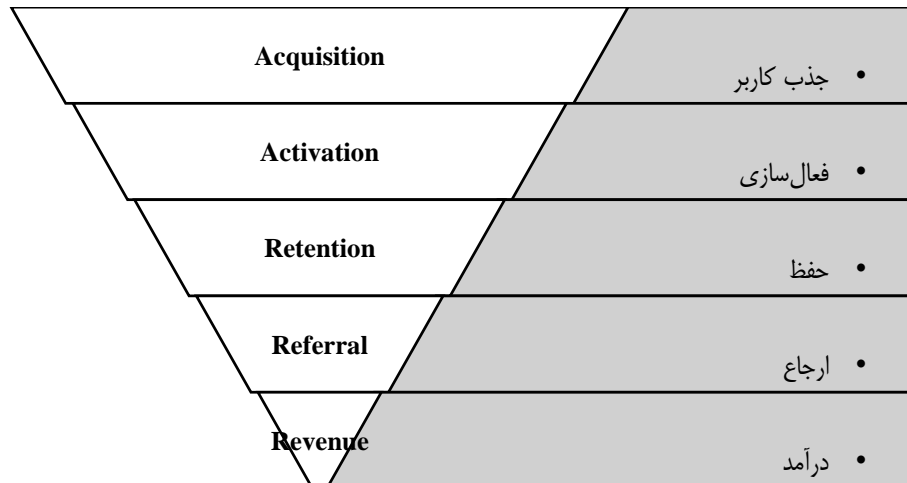 Acquisition
• جذب کاربر
Activation
• فعال‌سازی
Retention
• حفظ
Referral
• ارجاع
Revenue
• درآمد